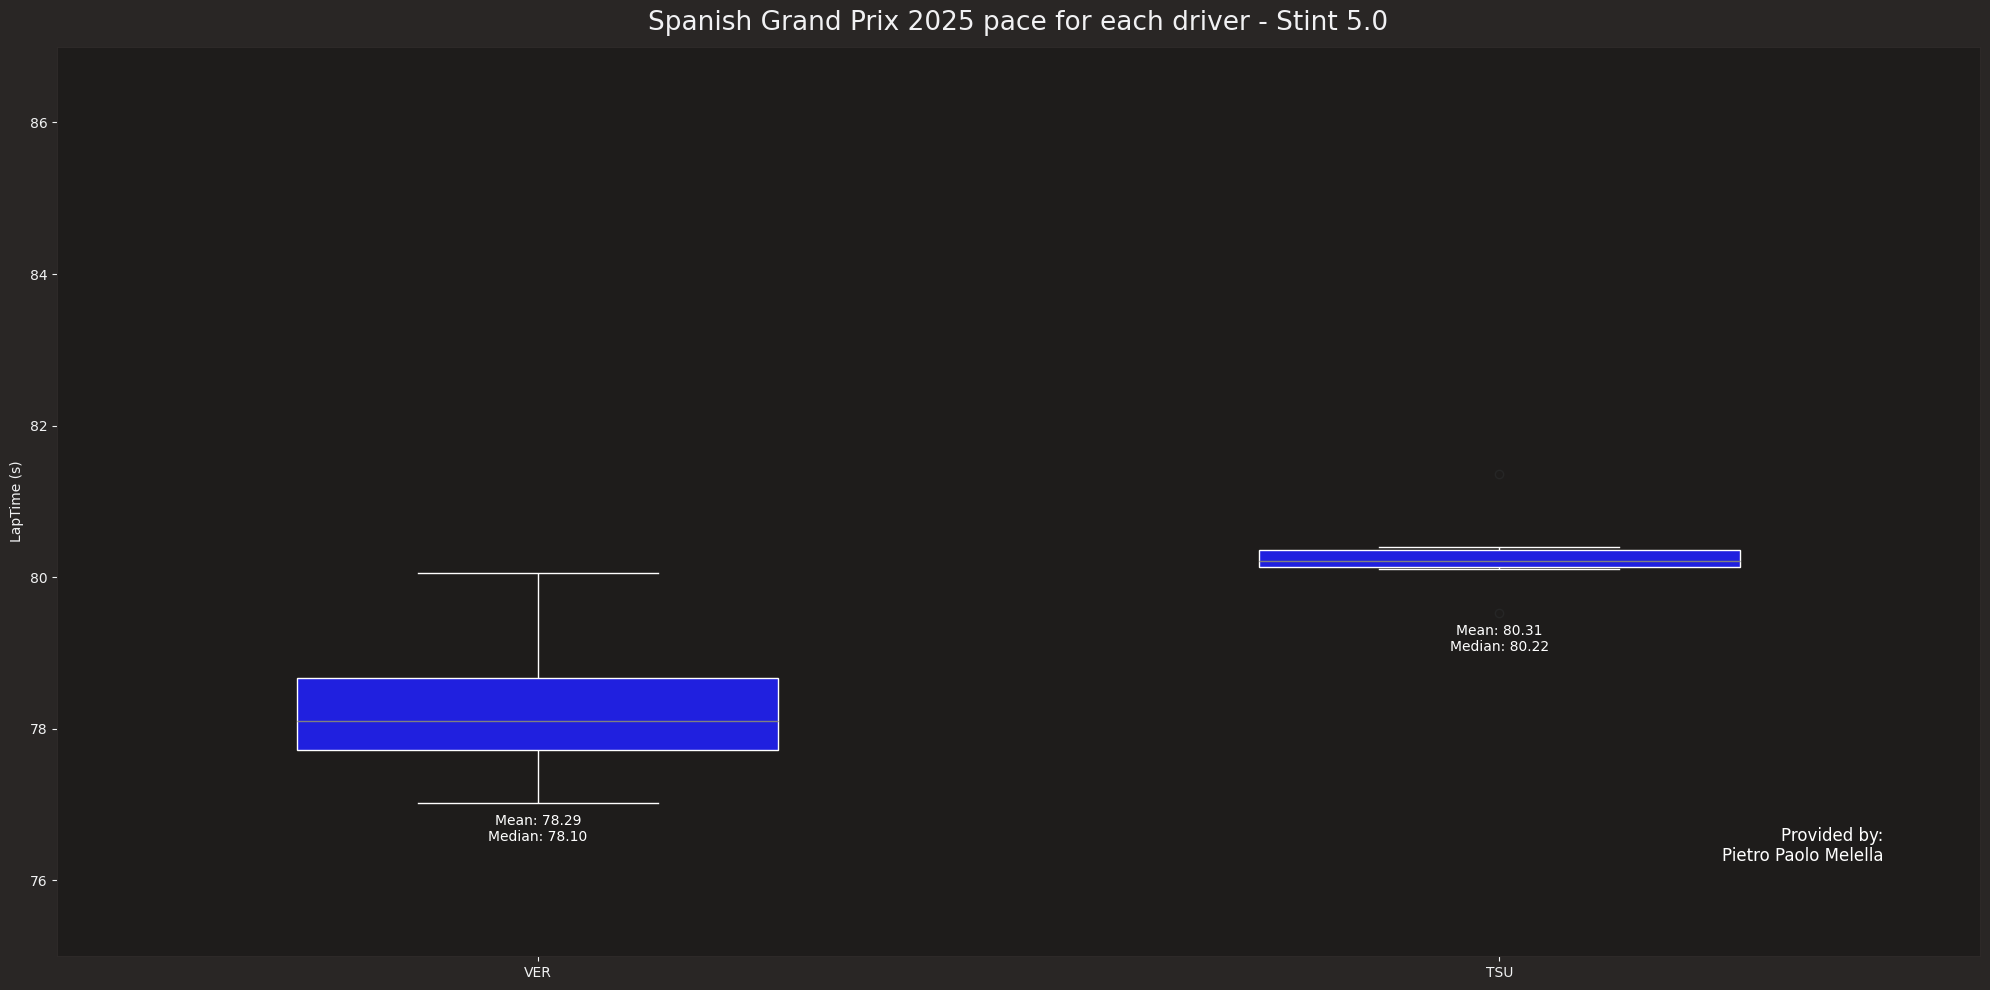 Spanish Grand Prix 2025 pace for each driver - Stint 5.0
86
84
82
80
78
76
LapTime (s)
Mean: 78.29
Median: 78.10
Mean: 80.31
Median: 80.22
Provided by:
Pietro Paolo Melella
VER
TSU